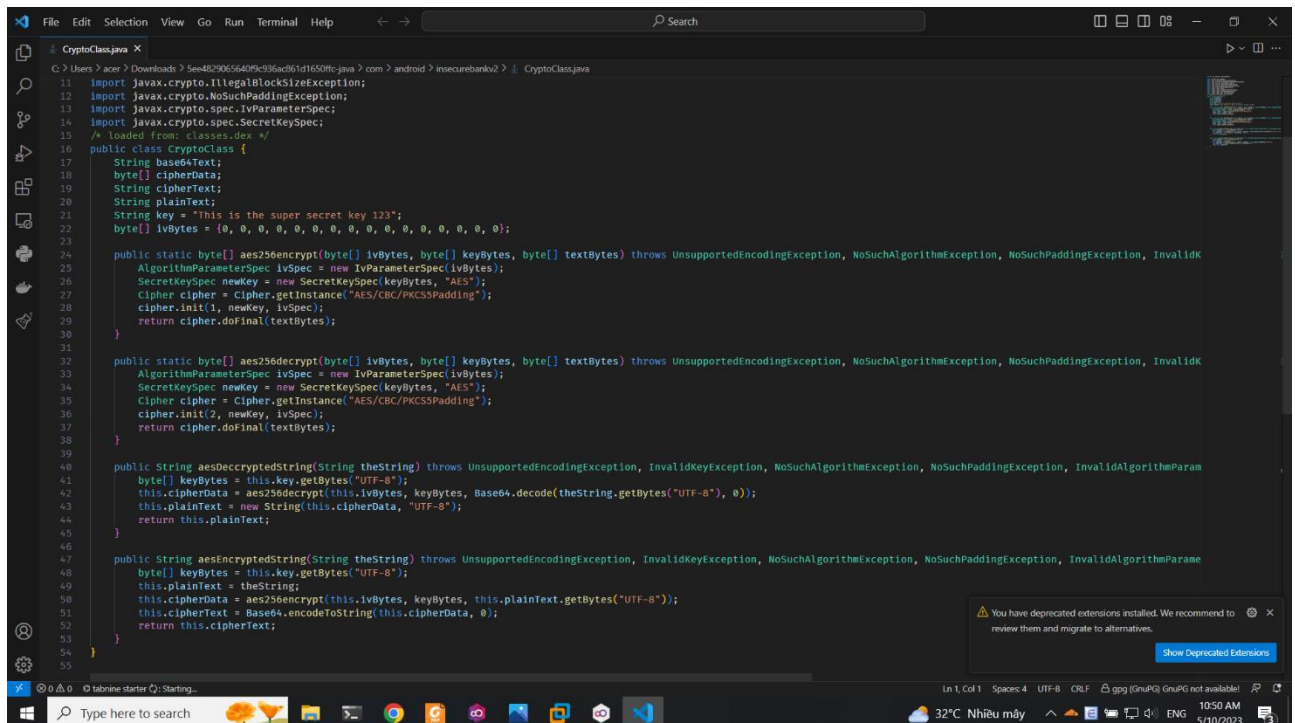 File Edit Selection View Go Run Terminal Help
Search
CryptoClass.java
C: > Users > acer > Downloads > 5ee4829065640f9c936ac861d1650ffc-java > com > android > insecurebankv2 > CryptoClass.java
11 import javax.crypto.IllegalBlockSizeException;
12 import javax.crypto.NoSuchPaddingException;
13 import javax.crypto.spec.IvParameterSpec;
14 import javax.crypto.spec.SecretKeySpec;
15 /* loaded from: classes.dex */
16 public class CryptoClass {
17 String base64Text;
18 byte[] cipherData;
19 String cipherText;
20 String plainText;
21 String key = "This is the super secret key 123";
22 byte[] ivBytes = {0, 0, 0, 0, 0, 0, 0, 0, 0, 0, 0, 0, 0, 0, 0, 0};
23
24 public static byte[] aes256encrypt(byte[] ivBytes, byte[] keyBytes, byte[] textBytes) throws UnsupportedEncodingException, NoSuchAlgorithmException, NoSuchPaddingException, InvalidK
25 AlgorithmParameterSpec ivSpec = new IvParameterSpec(ivBytes);
26 SecretKeySpec newKey = new SecretKeySpec(keyBytes, "AES");
27 Cipher cipher = Cipher.getInstance("AES/CBC/PKCS5Padding");
28 cipher.init(1, newKey, ivSpec);
29 return cipher.doFinal(textBytes);
30 }
31
32 public static byte[] aes256decrypt(byte[] ivBytes, byte[] keyBytes, byte[] textBytes) throws UnsupportedEncodingException, NoSuchAlgorithmException, NoSuchPaddingException, InvalidK
33 AlgorithmParameterSpec ivSpec = new IvParameterSpec(ivBytes);
34 SecretKeySpec newKey = new SecretKeySpec(keyBytes, "AES");
35 Cipher cipher = Cipher.getInstance("AES/CBC/PKCS5Padding");
36 cipher.init(2, newKey, ivSpec);
37 return cipher.doFinal(textBytes);
38 }
39
40 public String aesDeccryptedString(String theString) throws UnsupportedEncodingException, InvalidKeyException, NoSuchAlgorithmException, NoSuchPaddingException, InvalidAlgorithmParam
41 byte[] keyBytes = this.key.getBytes("UTF-8");
42 this.cipherData = aes256decrypt(this.ivBytes, keyBytes, Base64.decode(theString.getBytes("UTF-8"), 0));
43 this.plainText = new String(this.cipherData, "UTF-8");
44 return this.plainText;
45 }
46
47 public String aesEncryptedString(String theString) throws UnsupportedEncodingException, InvalidKeyException, NoSuchAlgorithmException, NoSuchPaddingException, InvalidAlgorithmParame
48 byte[] keyBytes = this.key.getBytes("UTF-8");
49 this.plainText = theString;
50 this.cipherData = aes256encrypt(this.ivBytes, keyBytes, this.plainText.getBytes("UTF-8"));
51 this.cipherText = Base64.encodeToString(this.cipherData, 0);
52 return this.cipherText;
53 }
54 }
55
You have deprecated extensions installed. We recommend to
review them and migrate to alternatives.
Show Deprecated Extensions
0 0 tabnine starter: Starting... Ln 1, Col 1 Spaces: 4 UTF-8 CRLF gpg (GnuPG) GnuPG not available!
Type here to search
32°C Nhiều mây ENG 10:50 AM
5/10/2023